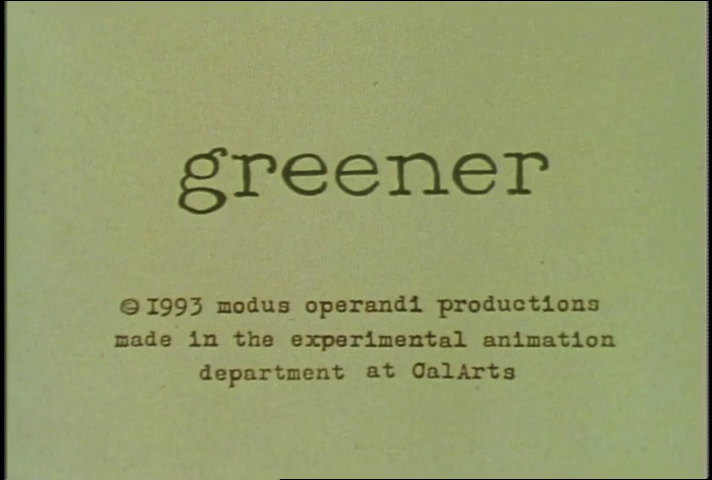 greener
©1993 modus operandi productions
made in the experimental animation
department at CalArts